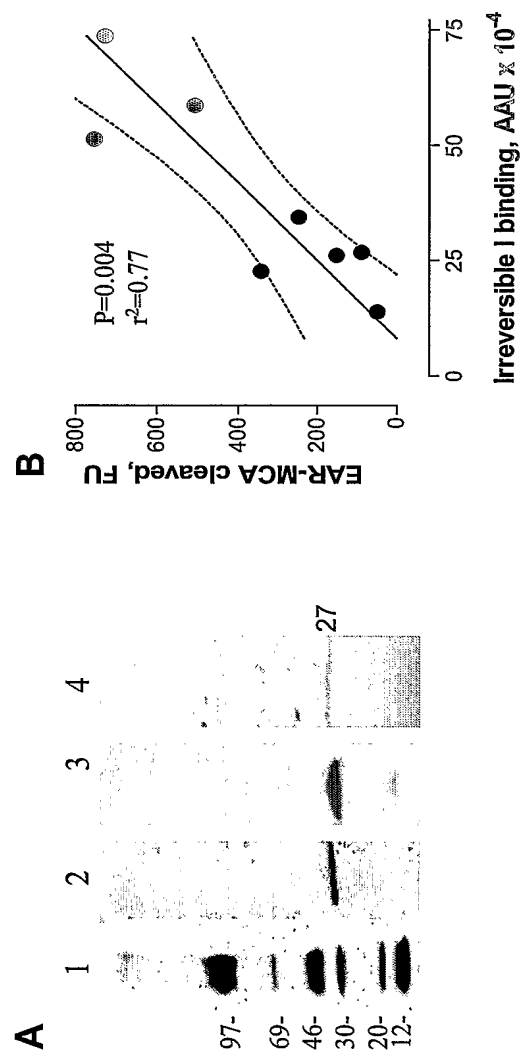 A
1 2 3 4
97-
69-
46-
30-
20-
12-
27
B
P=0.004
r²=0.77
EAR-MCA cleaved, FU
800
600
400
200
0
0 25 50 75
Irreversible I binding, AAU x 10⁻⁴